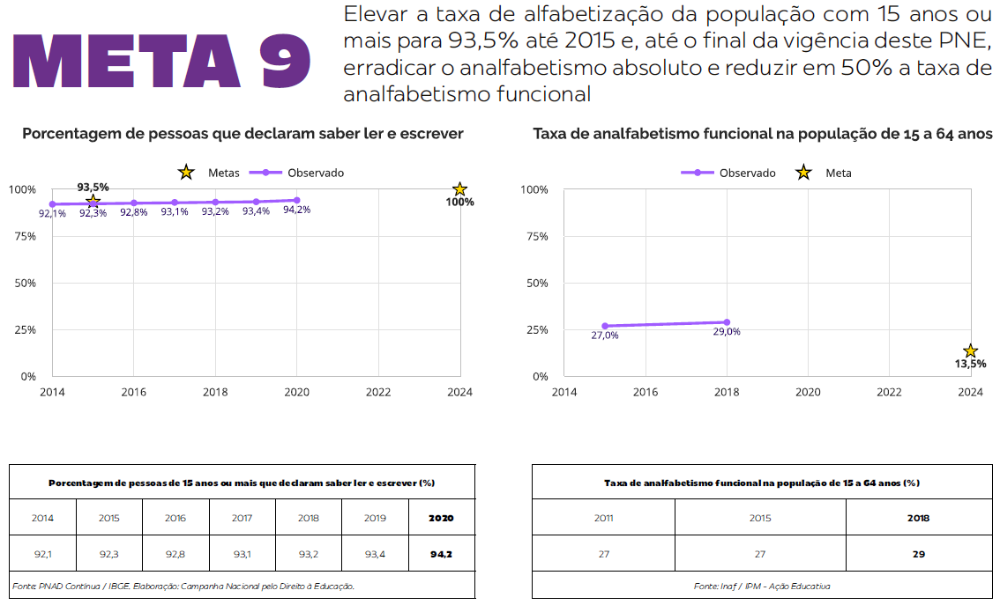 META 9
Elevar a taxa de alfabetização da população com 15 anos ou
mais para 93,5% até 2015 e, até o final da vigência deste PNE,
erradicar o analfabetismo absoluto e reduzir em 50% a taxa de
analfabetismo funcional
Porcentagem de pessoas que declaram saber ler e escrever
Metas Observado
100%
75%
50%
25%
0%
93,5%
92,1% 92,3% 92,8% 93,1% 93,2% 93,4% 94,2%
100%
2014 2016 2018 2020 2022 2024
Taxa de analfabetismo funcional na população de 15 a 64 anos
Observado Meta
100%
75%
50%
25%
0%
27,0% 29,0%
13,5%
2014 2016 2018 2020 2022 2024
Porcentagem de pessoas de 15 anos ou mais que declaram saber ler e escrever (%)
2014 2015 2016 2017 2018 2019 2020
92,1 92,3 92,8 93,1 93,2 93,4 94,2
Fonte: PNAD Contínua / IBGE. Elaboração: Campanha Nacional pelo Direito à Educação.
Taxa de analfabetismo funcional na população de 15 a 64 anos (%)
2011 2015 2018
27 27 29
Fonte: Inaf / IPM - Ação Educativa